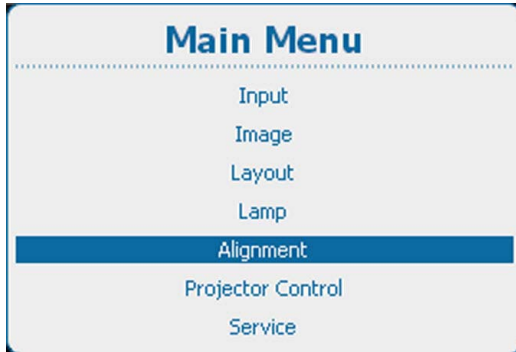 Main Menu
Input
Image
Layout
Lamp
Alignment
Projector Control
Service